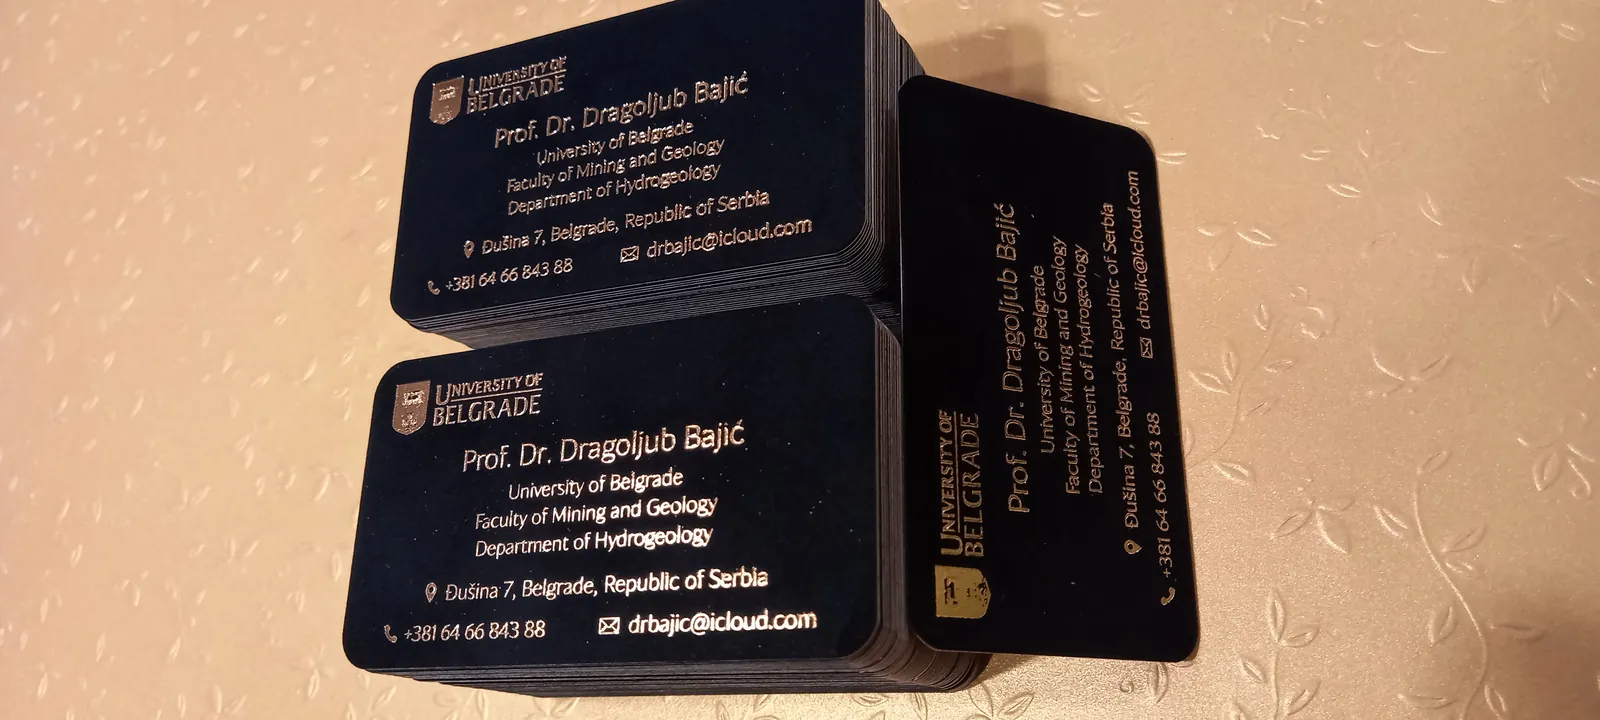 UNIVERSITY OF
BELGRADE
Prof. Dr. Dragoljub Bajić
University of Belgrade
Faculty of Mining and Geology
Department of Hydrogeology
Đušina 7, Belgrade, Republic of Serbia
+381 64 66 843 88
drbajic@icloud.com
UNIVERSITY OF
BELGRADE
Prof. Dr. Dragoljub Bajić
University of Belgrade
Faculty of Mining and Geology
Department of Hydrogeology
Đušina 7, Belgrade, Republic of Serbia
+381 64 66 843 88
drbajic@icloud.com
UNIVERSITY OF
BELGRADE
Prof. Dr. Dragoljub Bajić
University of Belgrade
Faculty of Mining and Geology
Department of Hydrogeology
Đušina 7, Belgrade, Republic of Serbia
+381 64 66 843 88
drbajic@icloud.com